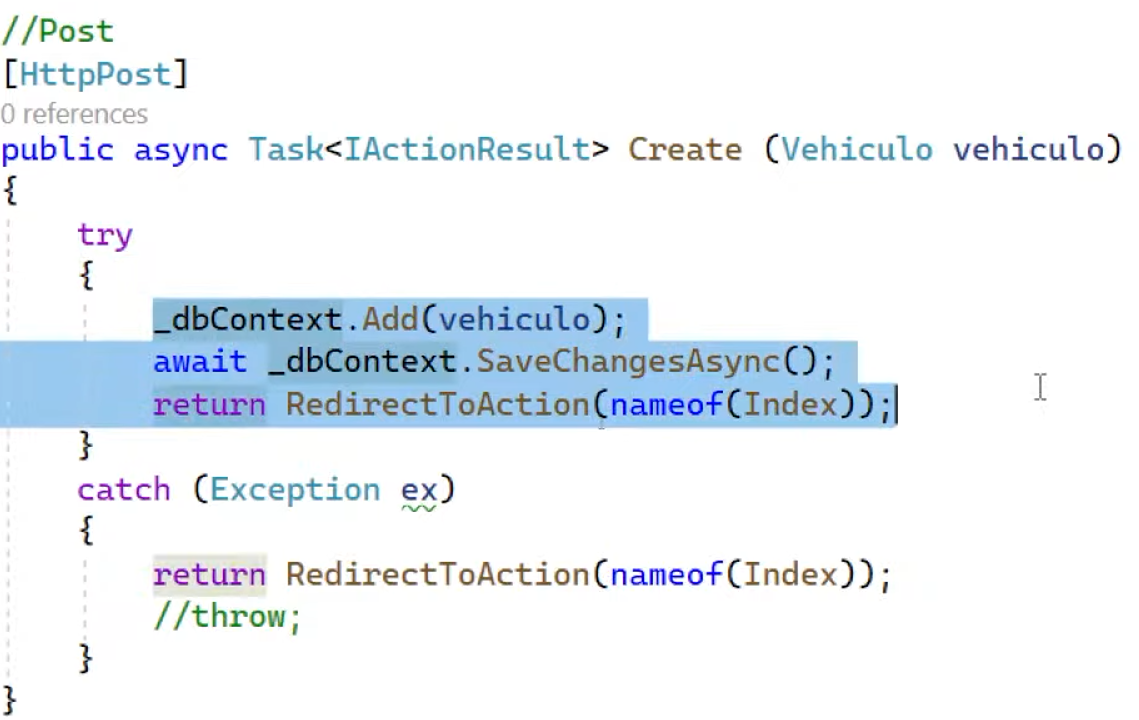 //Post
[HttpPost]
0 references
public async Task<IActionResult> Create (Vehiculo vehiculo)
{
try
{
_dbContext.Add(vehiculo);
await _dbContext.SaveChangesAsync();
return RedirectToAction(nameof(Index));
}
catch (Exception ex)
{
return RedirectToAction(nameof(Index));
//throw;
}
}